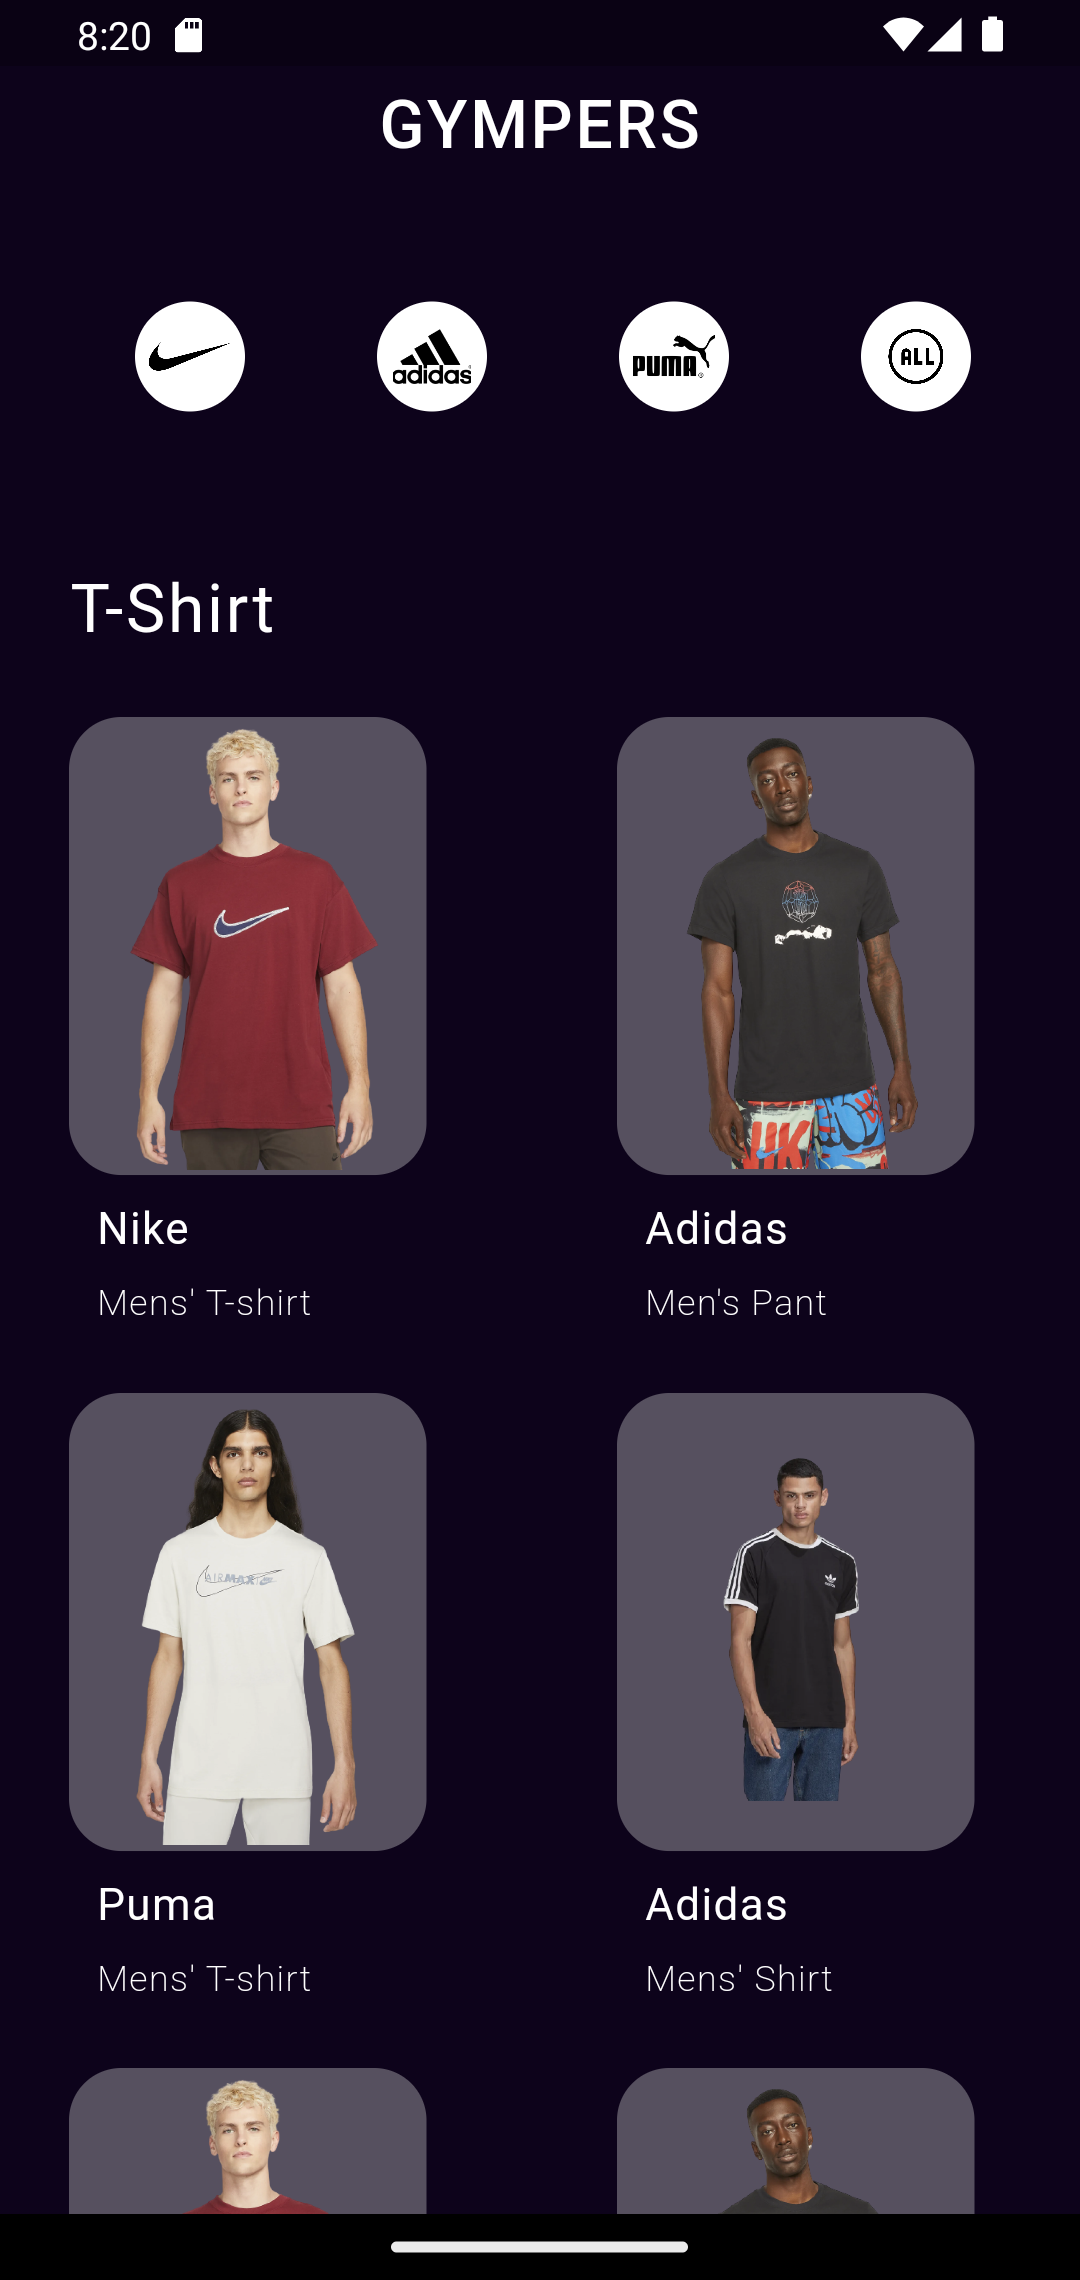 8:20
GYMPERS
adidas
PUMA
ALL
T-Shirt
Nike
Adidas
Mens' T-shirt
Men's Pant
AIRMAX
Puma
Adidas
Mens' T-shirt
Mens' Shirt